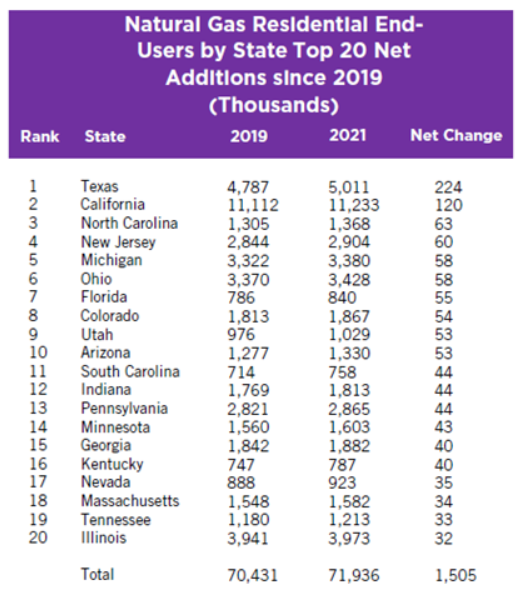 Natural Gas Residential End-
Users by State Top 20 Net
Additions since 2019
(Thousands)
Rank State 2019 2021 Net Change
1 Texas 4,787 5,011 224
2 California 11,112 11,233 120
3 North Carolina 1,305 1,368 63
4 New Jersey 2,844 2,904 60
5 Michigan 3,322 3,380 58
6 Ohio 3,370 3,428 58
7 Florida 786 840 55
8 Colorado 1,813 1,867 54
9 Utah 976 1,029 53
10 Arizona 1,277 1,330 53
11 South Carolina 714 758 44
12 Indiana 1,769 1,813 44
13 Pennsylvania 2,821 2,865 44
14 Minnesota 1,560 1,603 43
15 Georgia 1,842 1,882 40
16 Kentucky 747 787 40
17 Nevada 888 923 35
18 Massachusetts 1,548 1,582 34
19 Tennessee 1,180 1,213 33
20 Illinois 3,941 3,973 32
Total 70,431 71,936 1,505